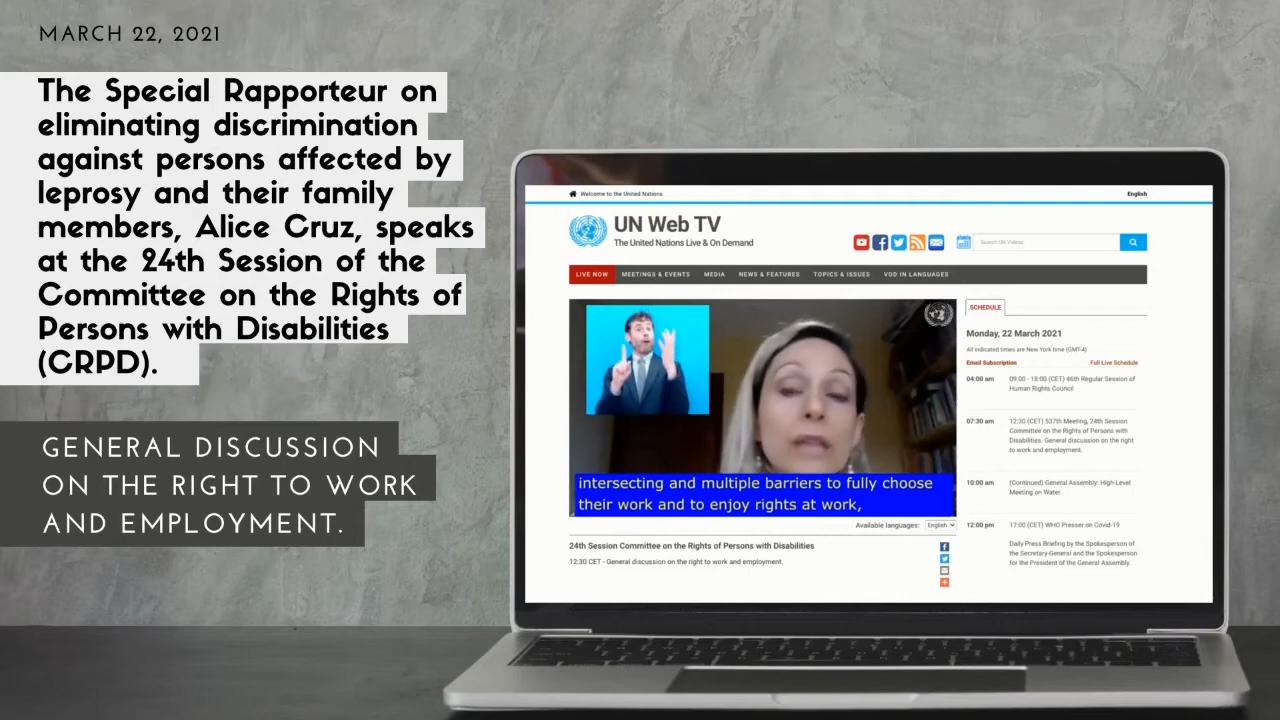 MARCH 22, 2021
The Special Rapporteur on
eliminating discrimination
against persons affected by
leprosy and their family
members, Alice Cruz, speaks
at the 24th Session of the
Committee on the Rights of
Persons with Disabilities
(CRPD).
GENERAL DISCUSSION
ON THE RIGHT TO WORK
AND EMPLOYMENT.
Welcome to the United Nations
English
UN Web TV
The United Nations Live & On Demand
Search UN Videos
LIVE NOW MEETINGS & EVENTS MEDIA NEWS & FEATURES TOPICS & ISSUES VOD IN LANGUAGES
intersecting and multiple barriers to fully choose
their work and to enjoy rights at work,
Available languages: English
24th Session Committee on the Rights of Persons with Disabilities
12:30 CET - General discussion on the right to work and employment.
SCHEDULE
Monday, 22 March 2021
All indicated times are New York time (GMT-4)
Email Subscription Full Live Schedule
04:00 am 09:00 - 18:00 (CET) 46th Regular Session of
Human Rights Council
07:30 am 12:30 (CET) 537th Meeting, 24th Session
Committee on the Rights of Persons with
Disabilities. General discussion on the right
to work and employment.
10:00 am (Continued) General Assembly: High-Level
Meeting on Water.
12:00 pm 17:00 (CET) WHO Presser on Covid-19
Daily Press Briefing by the Spokesperson of
the Secretary-General and the Spokesperson
for the President of the General Assembly.